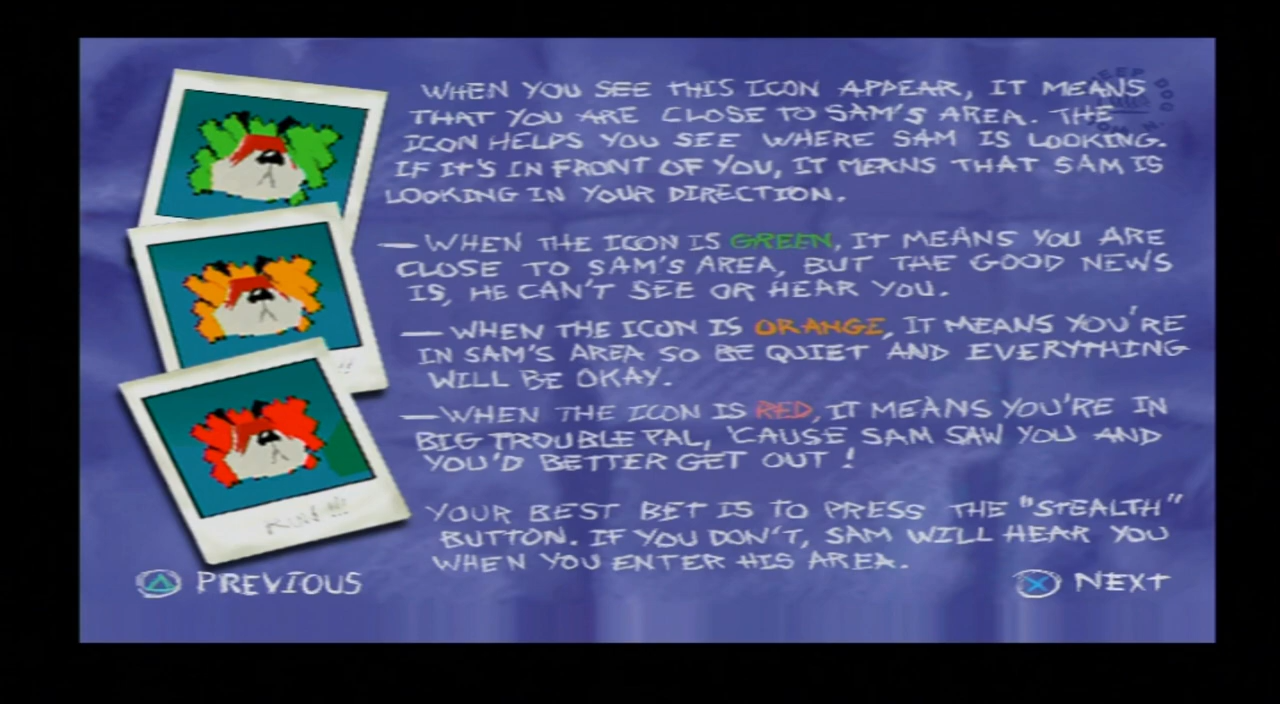 WHEN YOU SEE THIS ICON APPEAR, IT MEANS
THAT YOU ARE CLOSE TO SAM'S AREA. THE
ICON HELPS YOU SEE WHERE SAM IS LOOKING.
IF IT'S IN FRONT OF YOU, IT MEANS THAT SAM IS
LOOKING IN YOUR DIRECTION.
— WHEN THE ICON IS GREEN, IT MEANS YOU ARE
CLOSE TO SAM'S AREA, BUT THE GOOD NEWS
IS, HE CAN'T SEE OR HEAR YOU.
— WHEN THE ICON IS ORANGE, IT MEANS YOU'RE
IN SAM'S AREA SO BE QUIET AND EVERYTHING
WILL BE OKAY.
— WHEN THE ICON IS RED, IT MEANS YOU'RE IN
BIG TROUBLE PAL, 'CAUSE SAM SAW YOU AND
YOU'D BETTER GET OUT !
YOUR BEST BET IS TO PRESS THE "STEALTH"
BUTTON. IF YOU DON'T, SAM WILL HEAR YOU
WHEN YOU ENTER HIS AREA.
RUN !!!
PREVIOUS
NEXT